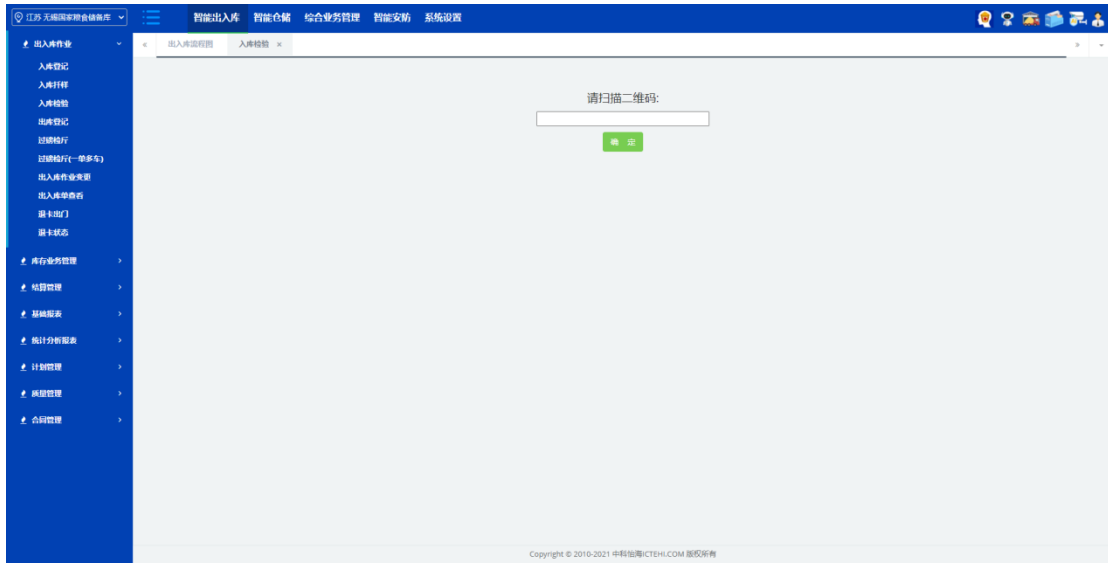 江苏 无锡国家粮食储备库
智能出入库 智能仓储 综合业务管理 智能安防 系统设置
出入库作业
« 出入库流程图 入库检验 × »
入库登记
入库扦样
入库检验
出库登记
过磅检斤
过磅检斤(一单多车)
出入库作业变更
出入库单查看
退卡出门
退卡状态
库存业务管理
结算管理
基础报表
统计分析报表
计划管理
质量管理
合同管理
请扫描二维码:
确 定
Copyright © 2010-2021 中科怡海ICTEHI.COM 版权所有